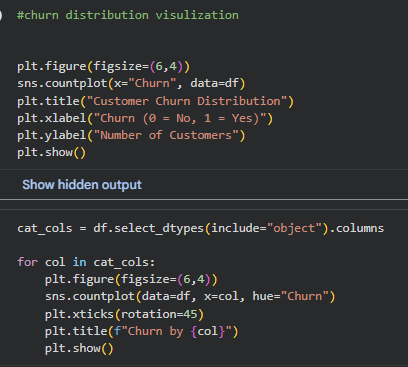 #churn distribution visulization
plt.figure(figsize=(6,4))
sns.countplot(x="Churn", data=df)
plt.title("Customer Churn Distribution")
plt.xlabel("Churn (0 = No, 1 = Yes)")
plt.ylabel("Number of Customers")
plt.show()
Show hidden output
cat_cols = df.select_dtypes(include="object").columns
for col in cat_cols:
    plt.figure(figsize=(6,4))
    sns.countplot(data=df, x=col, hue="Churn")
    plt.xticks(rotation=45)
    plt.title(f"Churn by {col}")
    plt.show()